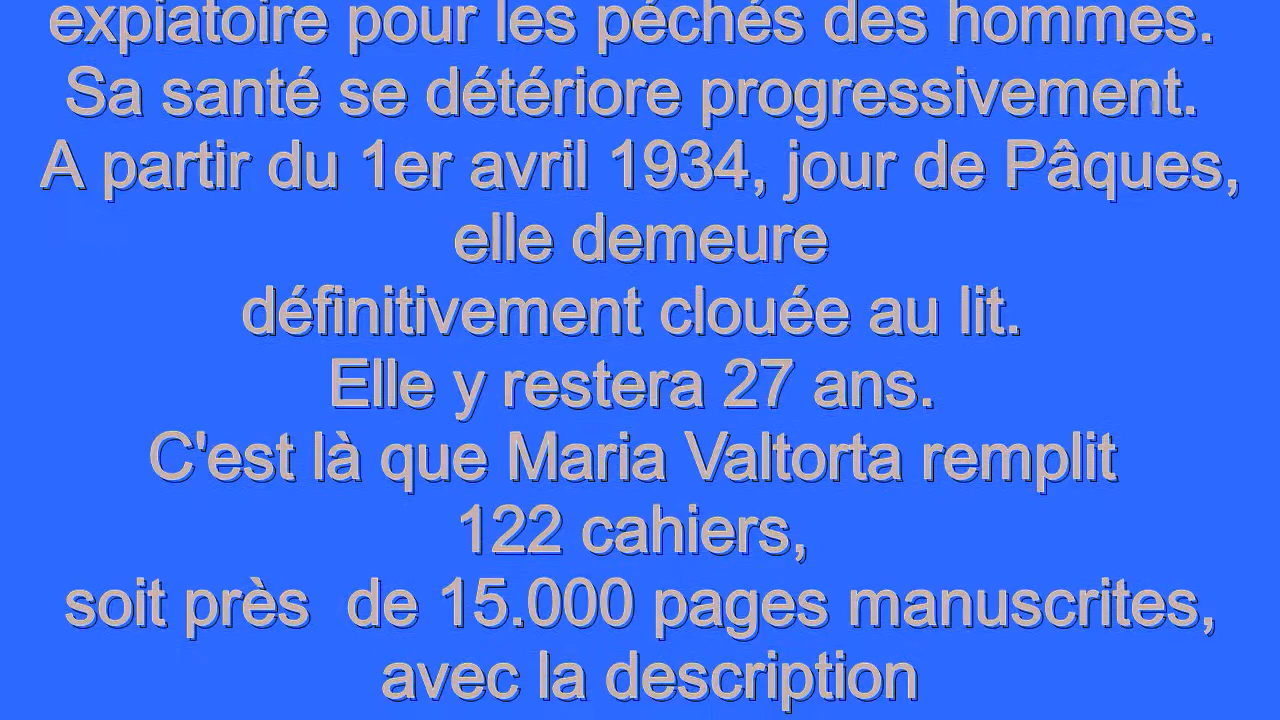 expiatoire pour les péchés des hommes.
Sa santé se détériore progressivement.
A partir du 1er avril 1934, jour de Pâques,
elle demeure
définitivement clouée au lit.
Elle y restera 27 ans.
C'est là que Maria Valtorta remplit
122 cahiers,
soit près  de 15.000 pages manuscrites,
avec la description